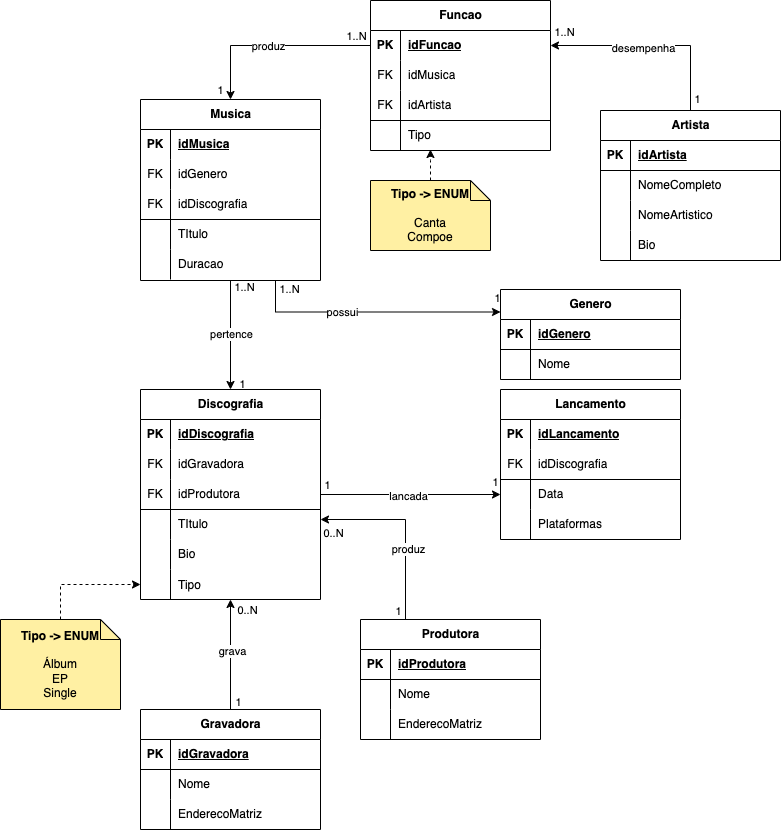 Funcao
PK idFuncao
FK idMusica
FK idArtista
Tipo
1..N
produz
1
1..N
desempenha
1
Musica
PK idMusica
FK idGenero
FK idDiscografia
TItulo
Duracao
Artista
PK idArtista
NomeCompleto
NomeArtistico
Bio
Tipo -> ENUM
Canta
Compoe
1..N
1..N
possui
1
pertence
1
Genero
PK idGenero
Nome
Discografia
PK idDiscografia
FK idGravadora
FK idProdutora
TItulo
Bio
Tipo
Lancamento
PK idLancamento
FK idDiscografia
Data
Plataformas
1
lancada
1
0..N
produz
1
Tipo -> ENUM
Álbum
EP
Single
0..N
grava
1
Produtora
PK idProdutora
Nome
EnderecoMatriz
Gravadora
PK idGravadora
Nome
EnderecoMatriz